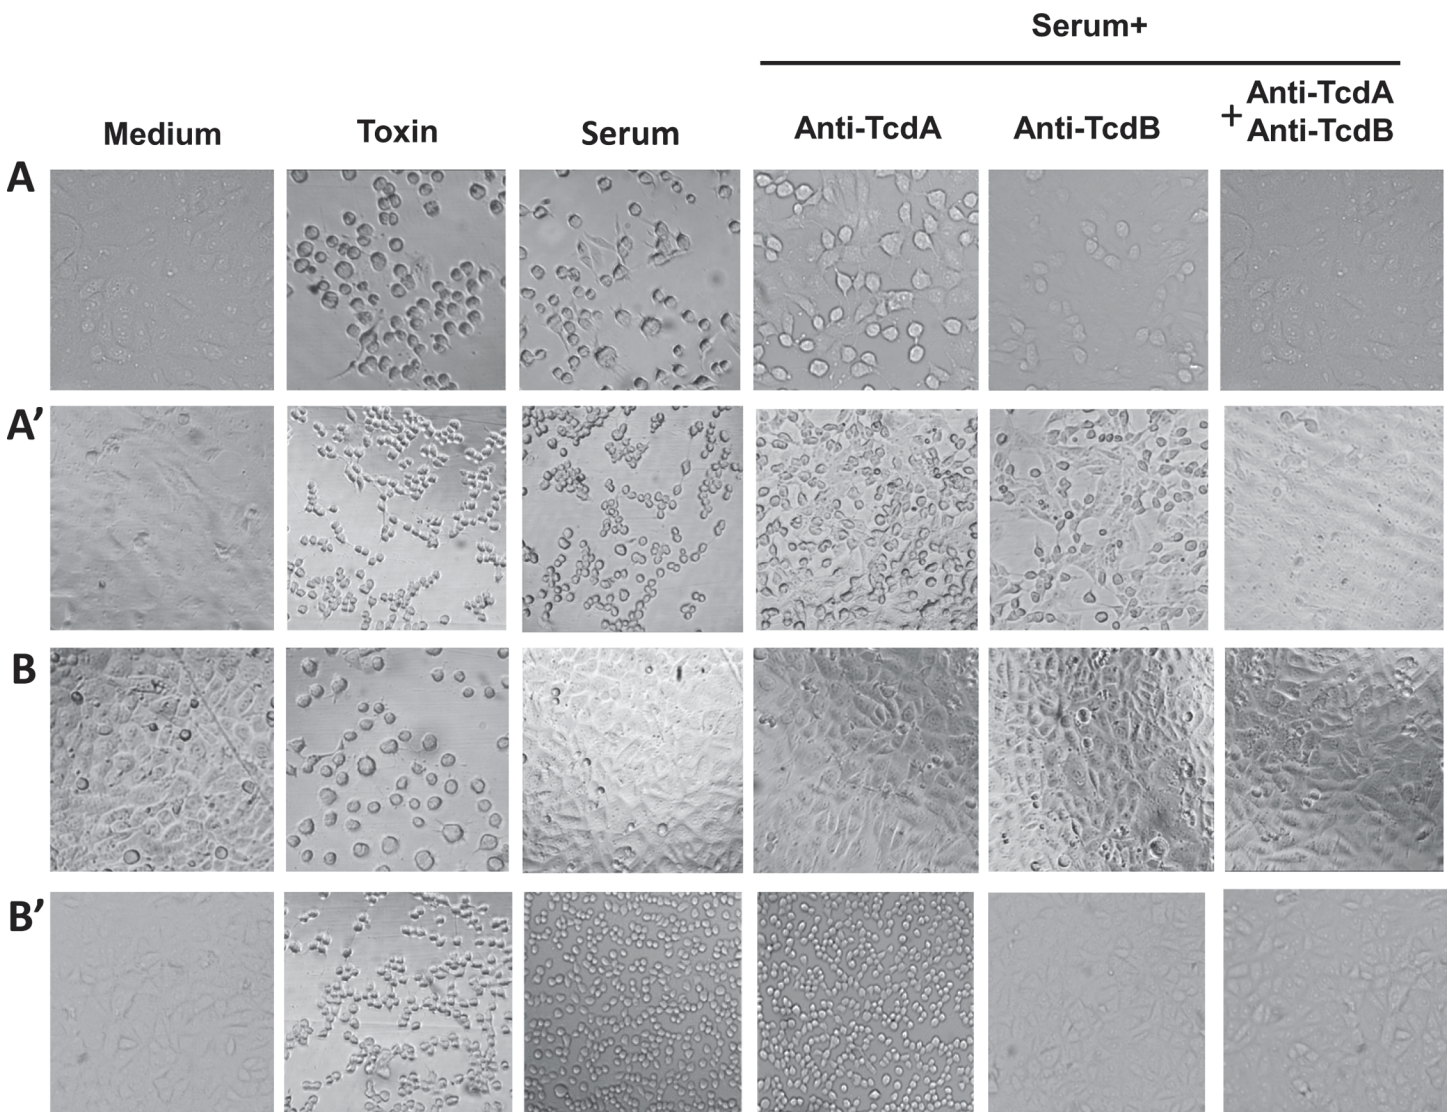 Serum+
Medium
Toxin
Serum
Anti-TcdA
Anti-TcdB
+ Anti-TcdA
Anti-TcdB
A
A’
B
B’